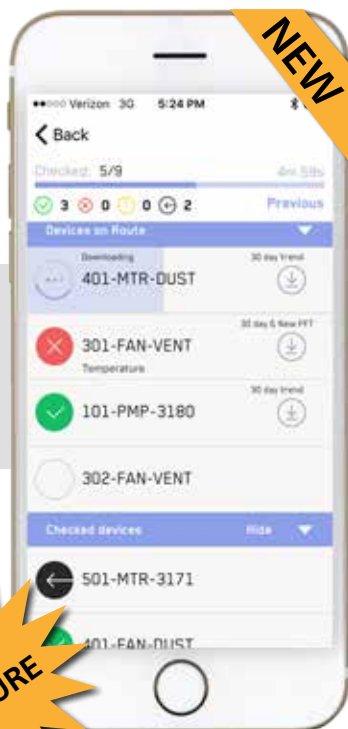 NEW
Verizon 3G 5:24 PM
Back
Checked: 5/9 4m 58s
3 0 0 2 Previous
Devices on Route
Downloading
401-MTR-DUST
30 day trend
301-FAN-VENT
Temperature
30 day & New FFT
101-PMP-3180
30 day trend
302-FAN-VENT
Checked devices Hide
501-MTR-3171
401-FAN-DUST
URE